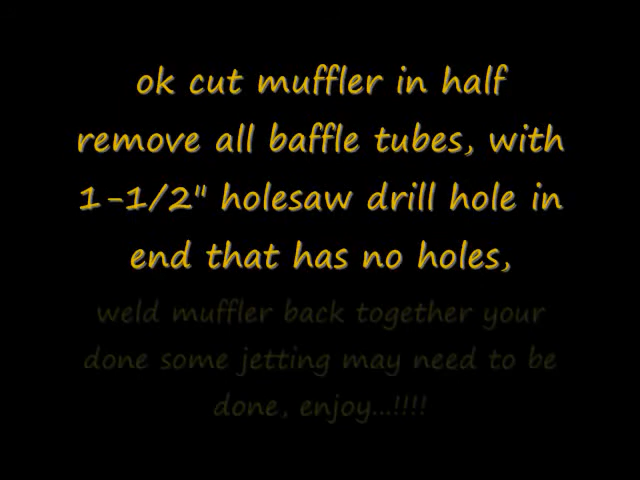 ok cut muffler in half
remove all baffle tubes, with
1-1/2" holesaw drill hole in
end that has no holes,
weld muffler back together your
done some jetting may need to be
done, enjoy...!!!!